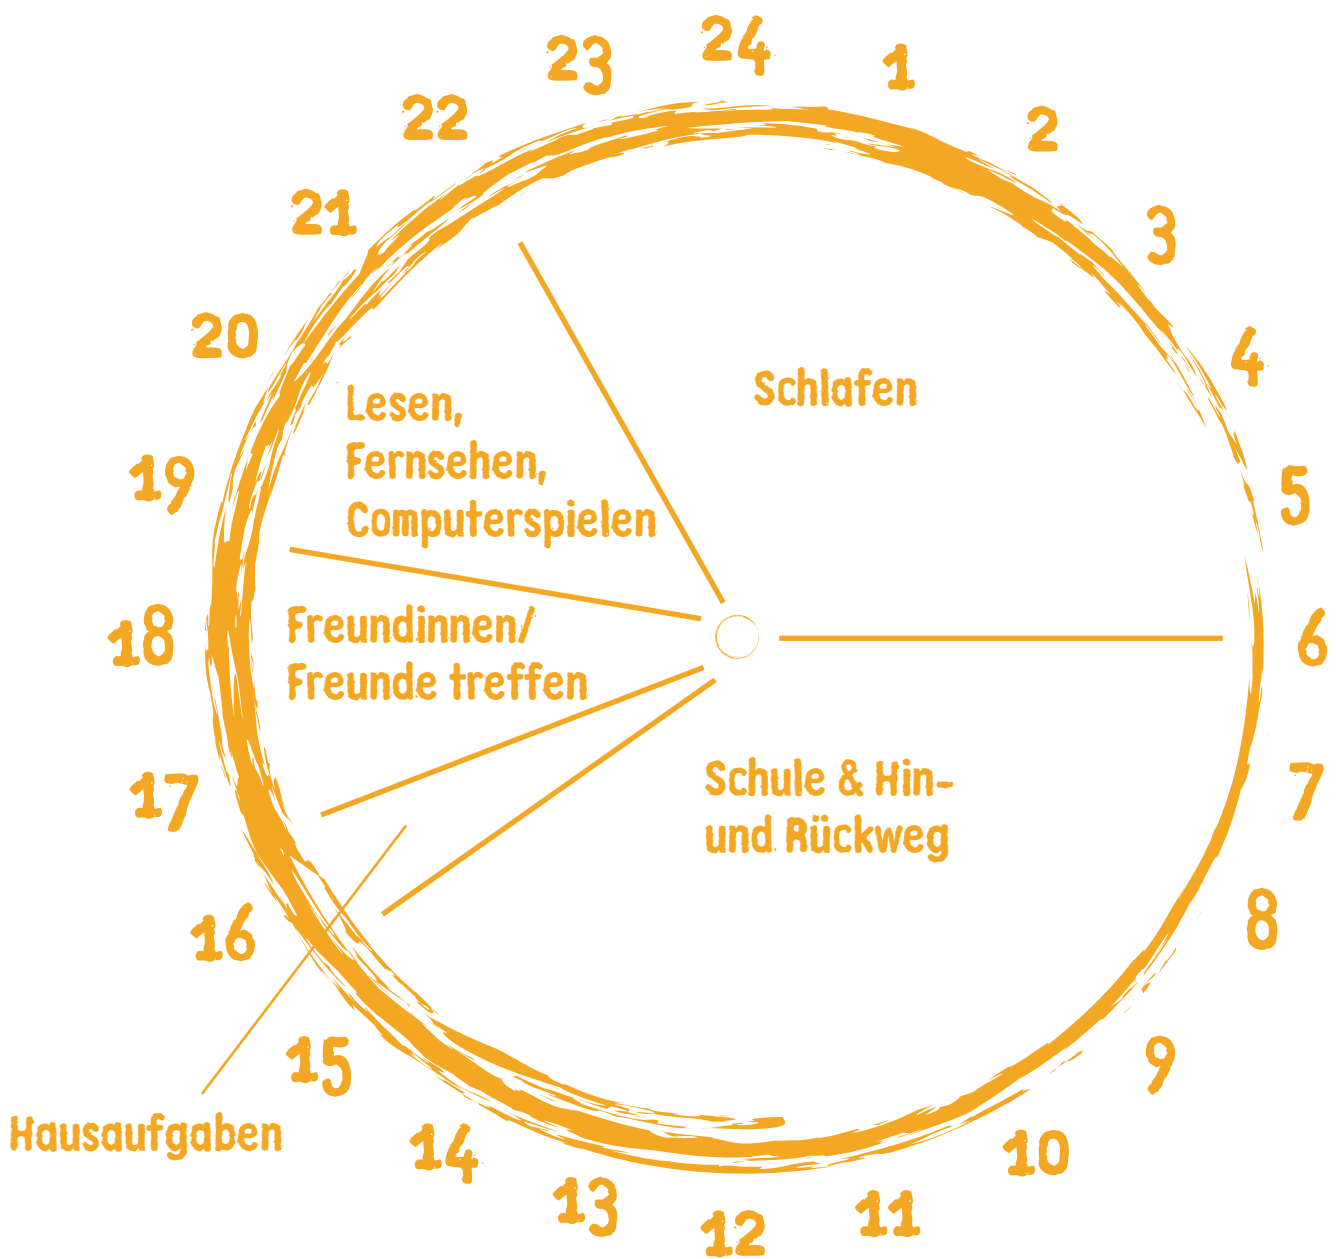 24
1
2
3
4
5
6
7
8
9
10
11
12
13
14
15
16
17
18
19
20
21
22
23
Schlafen
Lesen,
Fernsehen,
Computerspielen
Freundinnen/
Freunde treffen
Schule & Hin-
und Rückweg
Hausaufgaben